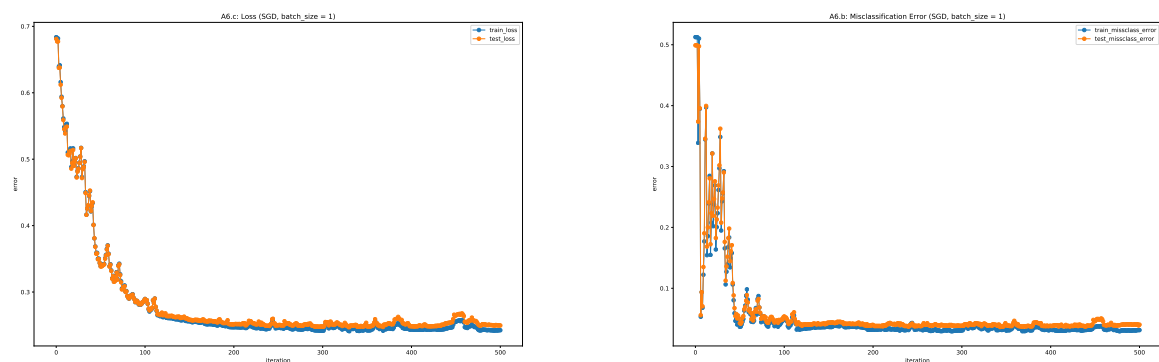 A6.c: Loss (SGD, batch_size = 1)
0.7
0.6
0.5
0.4
0.3
error
0
100
200
300
400
500
iteration
train_loss
test_loss
A6.b: Misclassification Error (SGD, batch_size = 1)
0.5
0.4
0.3
0.2
0.1
error
0
100
200
300
400
500
iteration
train_missclass_error
test_missclass_error